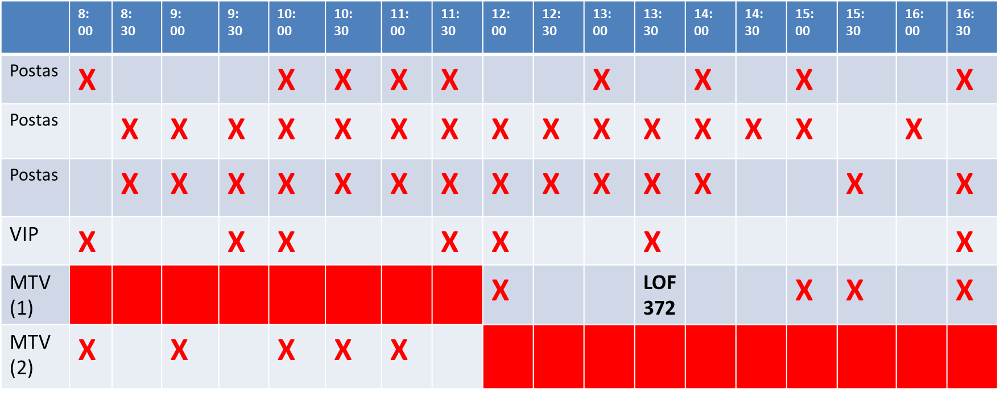 8:00 8:30 9:00 9:30 10:00 10:30 11:00 11:30 12:00 12:30 13:00 13:30 14:00 14:30 15:00 15:30 16:00 16:30
Postas X X X X X X X X X
Postas X X X X X X X X X X X X X X X
Postas X X X X X X X X X X X X X X
VIP X X X X X X X
MTV (1) X LOF 372 X X X
MTV (2) X X X X X